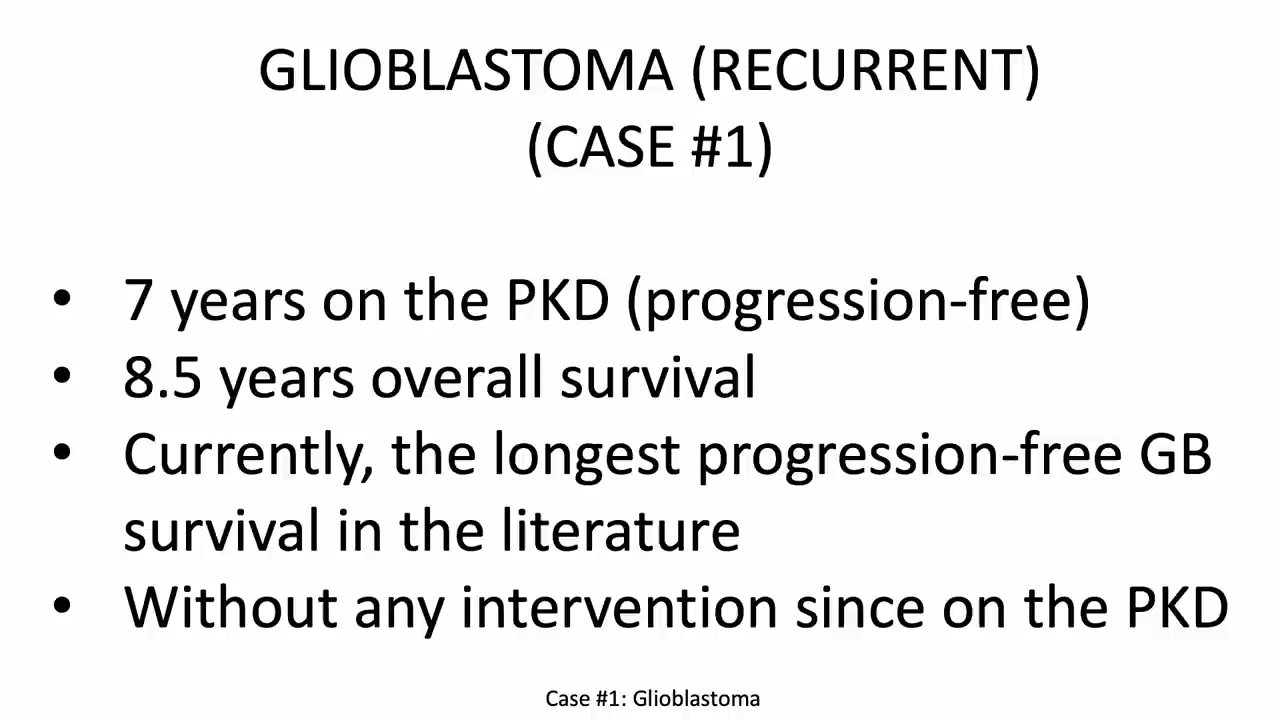 GLIOBLASTOMA (RECURRENT)
(CASE #1)
• 7 years on the PKD (progression-free)
• 8.5 years overall survival
• Currently, the longest progression-free GB
survival in the literature
• Without any intervention since on the PKD
Case #1: Glioblastoma